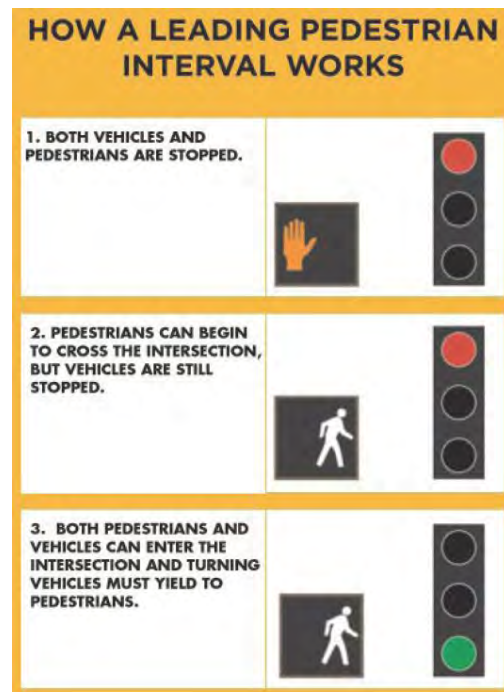 HOW A LEADING PEDESTRIAN
INTERVAL WORKS
1. BOTH VEHICLES AND
PEDESTRIANS ARE STOPPED.
2. PEDESTRIANS CAN BEGIN
TO CROSS THE INTERSECTION,
BUT VEHICLES ARE STILL
STOPPED.
3. BOTH PEDESTRIANS AND
VEHICLES CAN ENTER THE
INTERSECTION AND TURNING
VEHICLES MUST YIELD TO
PEDESTRIANS.